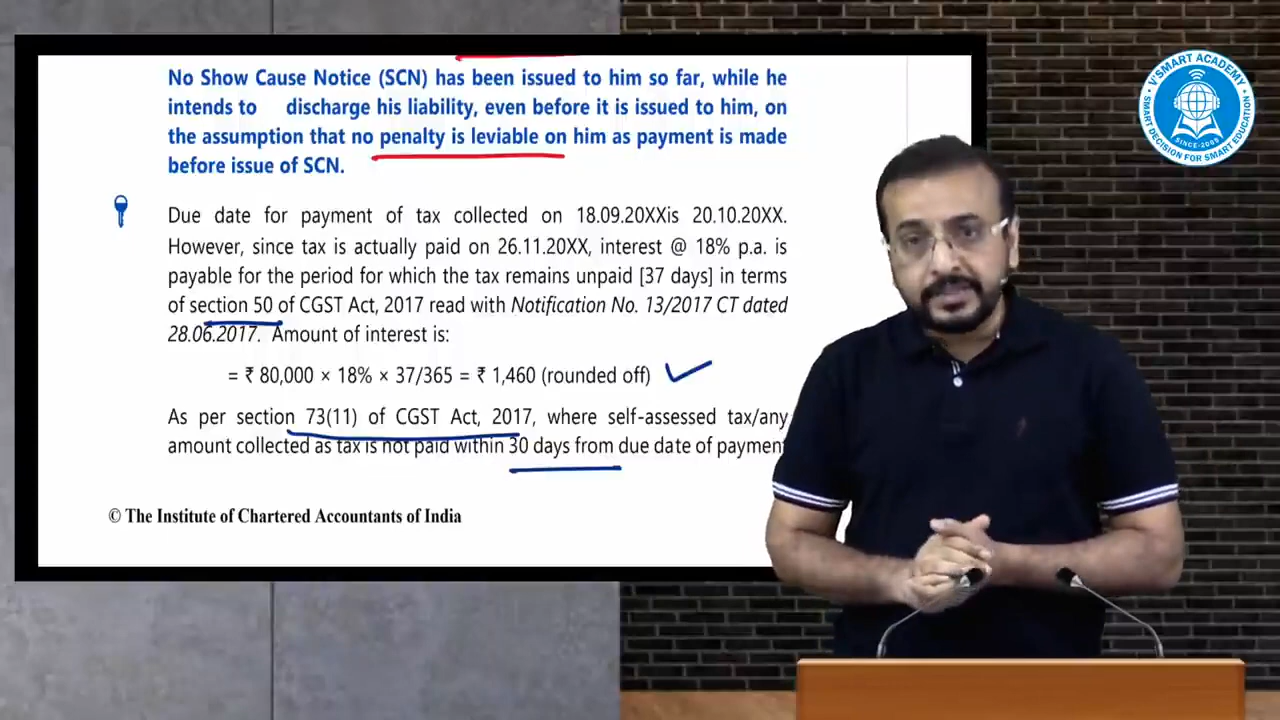 No Show Cause Notice (SCN) has been issued to him so far, while he
intends to discharge his liability, even before it is issued to him, on
the assumption that no penalty is leviable on him as payment is made
before issue of SCN.
Due date for payment of tax collected on 18.09.20XXis 20.10.20XX.
However, since tax is actually paid on 26.11.20XX, interest @ 18% p.a. is
payable for the period for which the tax remains unpaid [37 days] in terms
of section 50 of CGST Act, 2017 read with Notification No. 13/2017 CT dated
28.06.2017. Amount of interest is:
= ₹ 80,000 × 18% × 37/365 = ₹ 1,460 (rounded off)
As per section 73(11) of CGST Act, 2017, where self-assessed tax/any
amount collected as tax is not paid within 30 days from due date of payment
© The Institute of Chartered Accountants of India
V'SMART ACADEMY
SINCE-2009
SMART DECISION FOR SMART EDUCATION